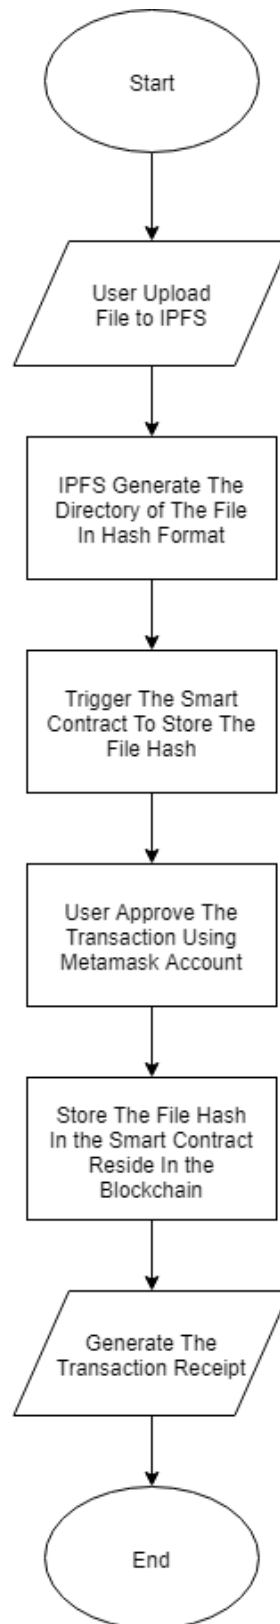 Start
User Upload
File to IPFS
IPFS Generate The
Directory of The File
In Hash Format
Trigger The Smart
Contract To Store The
File Hash
User Approve The
Transaction Using
Metamask Account
Store The File Hash
In the Smart Contract
Reside In the
Blockchain
Generate The
Transaction Receipt
End